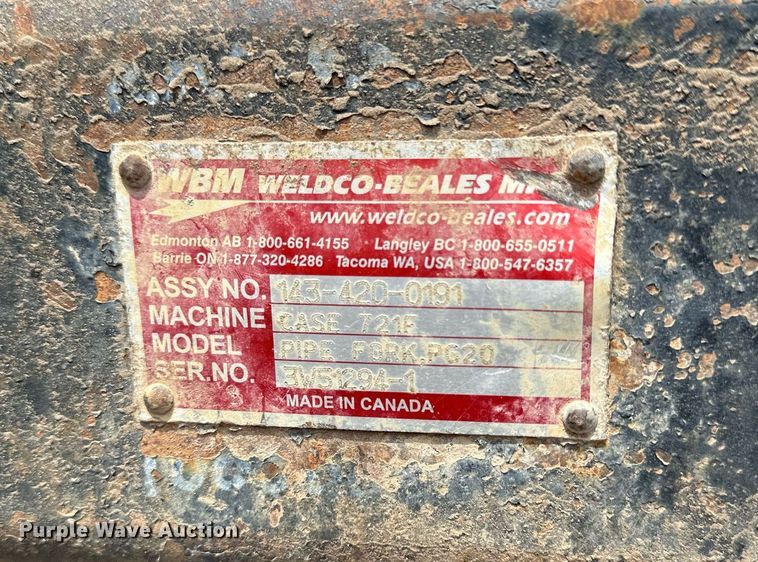 WBM WELDCO-BEALES
www.weldco-beales.com
Edmonton AB 1-800-661-4155 Langley BC 1-800-655-0511
Barrie ON 1-877-320-4286 Tacoma WA, USA 1-800-547-6357
ASSY NO. 143-420-0191
MACHINE CASE 721F
MODEL PIPE FORK,PG20
SER.NO. 3V51294-1
MADE IN CANADA
Purple Wave Auction